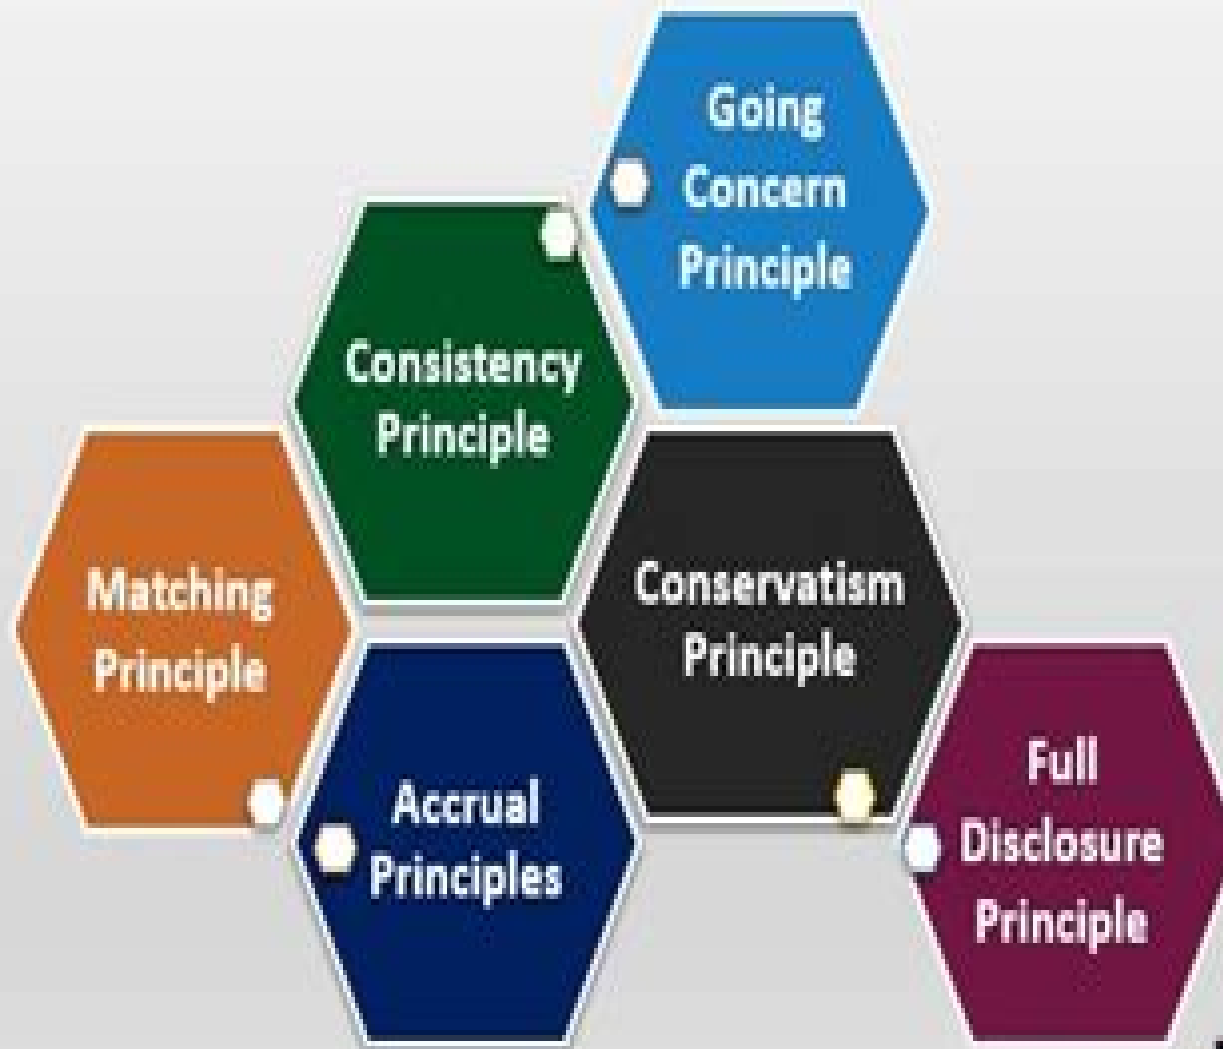 Going
Concern
Principle
Consistency
Principle
Matching
Principle
Conservatism
Principle
Accrual
Principles
Full
Disclosure
Principle